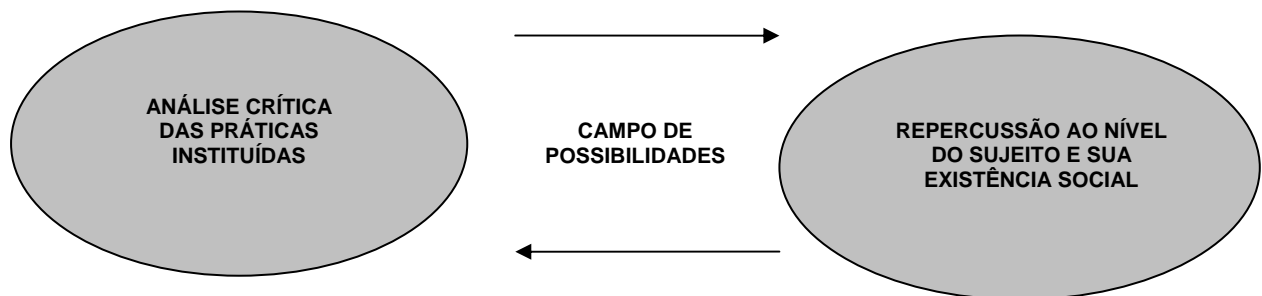 ANÁLISE CRÍTICA
DAS PRÁTICAS
INSTITUÍDAS
CAMPO DE
POSSIBILIDADES
REPERCUSSÃO AO NÍVEL
DO SUJEITO E SUA
EXISTÊNCIA SOCIAL